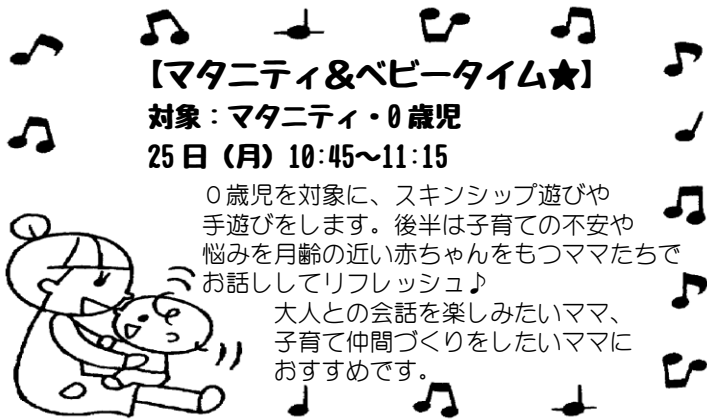 【マタニティ&ベビータイム★】
対象：マタニティ・0歳児
25日（月）10:45～11:15
０歳児を対象に、スキンシップ遊びや
手遊びをします。後半は子育ての不安や
悩みを月齢の近い赤ちゃんをもつママたちで
お話ししてリフレッシュ♪
大人との会話を楽しみたいママ、
子育て仲間づくりをしたいママに
おすすめです。